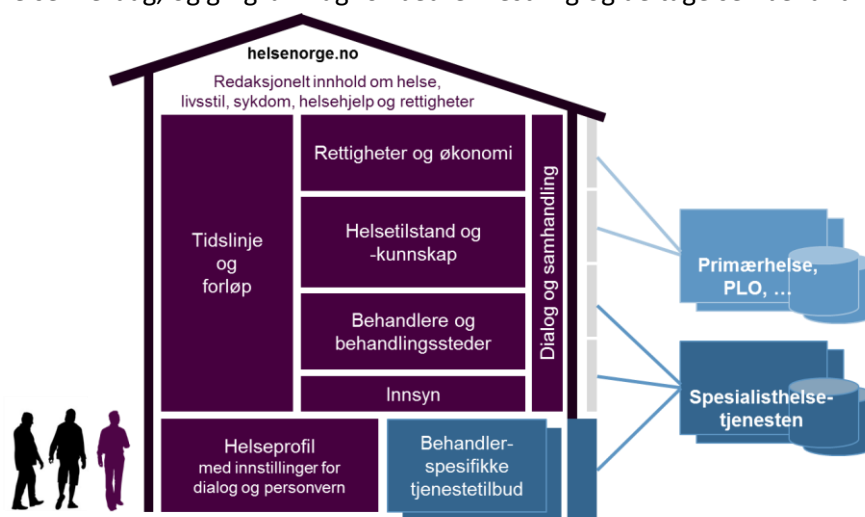 helsenorge.no
Redaksjonelt innhold om helse,
livsstil, sykdom, helsehjelp og rettigheter
Tidslinje
og
forløp
Rettigheter og økonomi
Helsetilstand og
-kunnskap
Behandlere og
behandlingssteder
Innsyn
Dialog og samhandling
Helseprofil
med innstillinger for
dialog og personvern
Behandler-
spesifikke
tjenestetilbud
Primærhelse,
PLO, ...
Spesialisthelse-
tjenesten